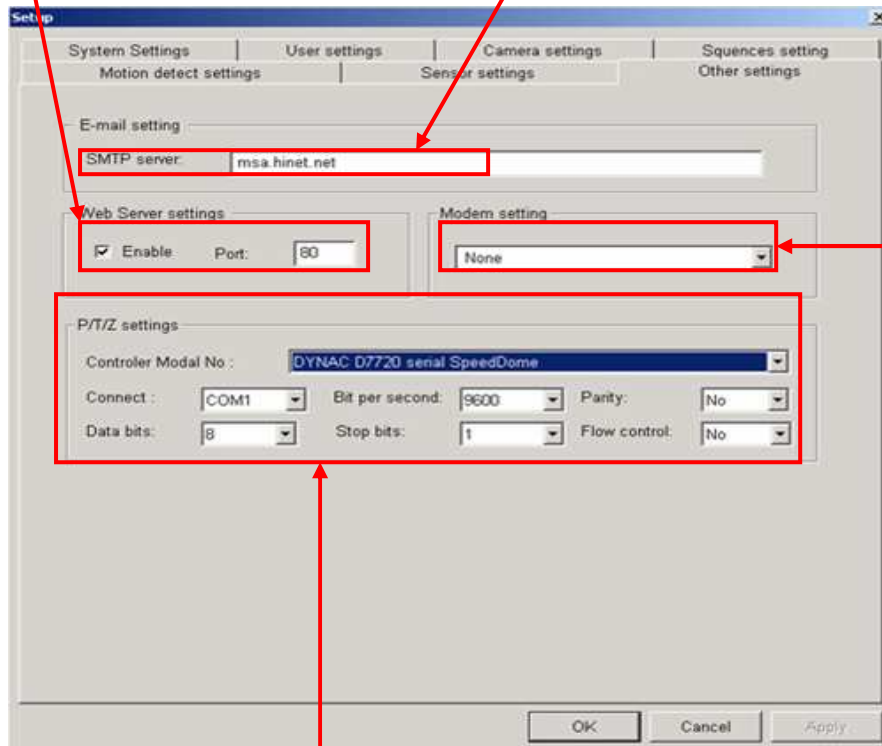 Setup
System Settings User settings Camera settings Squences setting
Motion detect settings Sensor settings Other settings
E-mail setting
SMTP server: msa.hinet.net
Web Server settings Modem setting
Enable Port: 80 None
P/T/Z settings
Controler Modal No : DYNAC D7720 serial SpeedDome
Connect : COM1 Bit per second: 9600 Parity: No
Data bits: 8 Stop bits: 1 Flow control: No
OK Cancel Apply